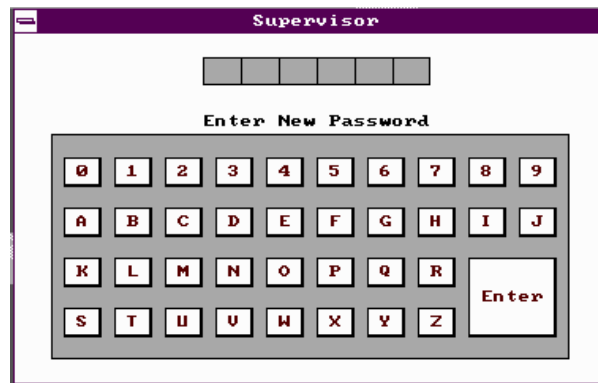 Supervisor
Enter New Password
0 1 2 3 4 5 6 7 8 9
A B C D E F G H I J
K L M N O P Q R
Enter
S T U V W X Y Z